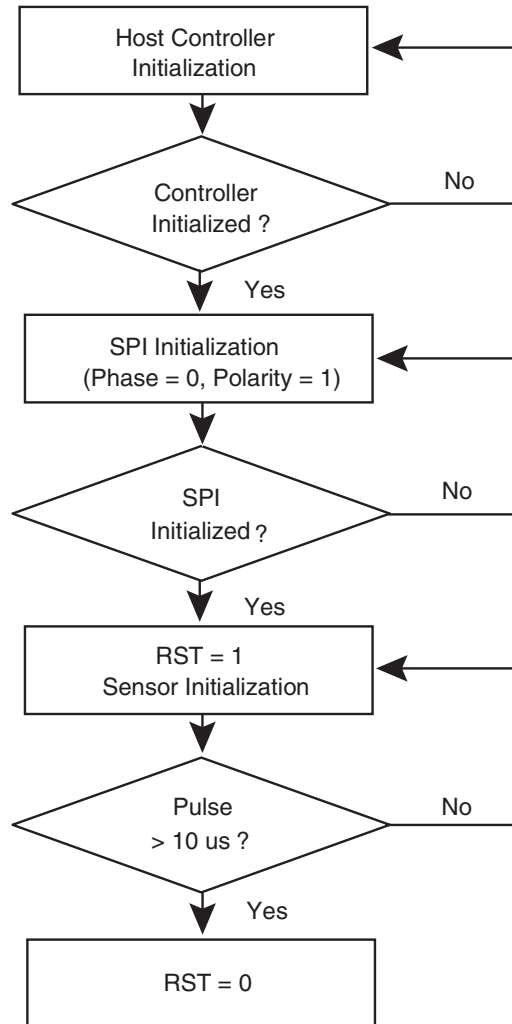 Host Controller
Initialization
Controller
Initialized ?
No
Yes
SPI Initialization
(Phase = 0, Polarity = 1)
SPI
Initialized ?
No
Yes
RST = 1
Sensor Initialization
Pulse
> 10 us ?
No
Yes
RST = 0